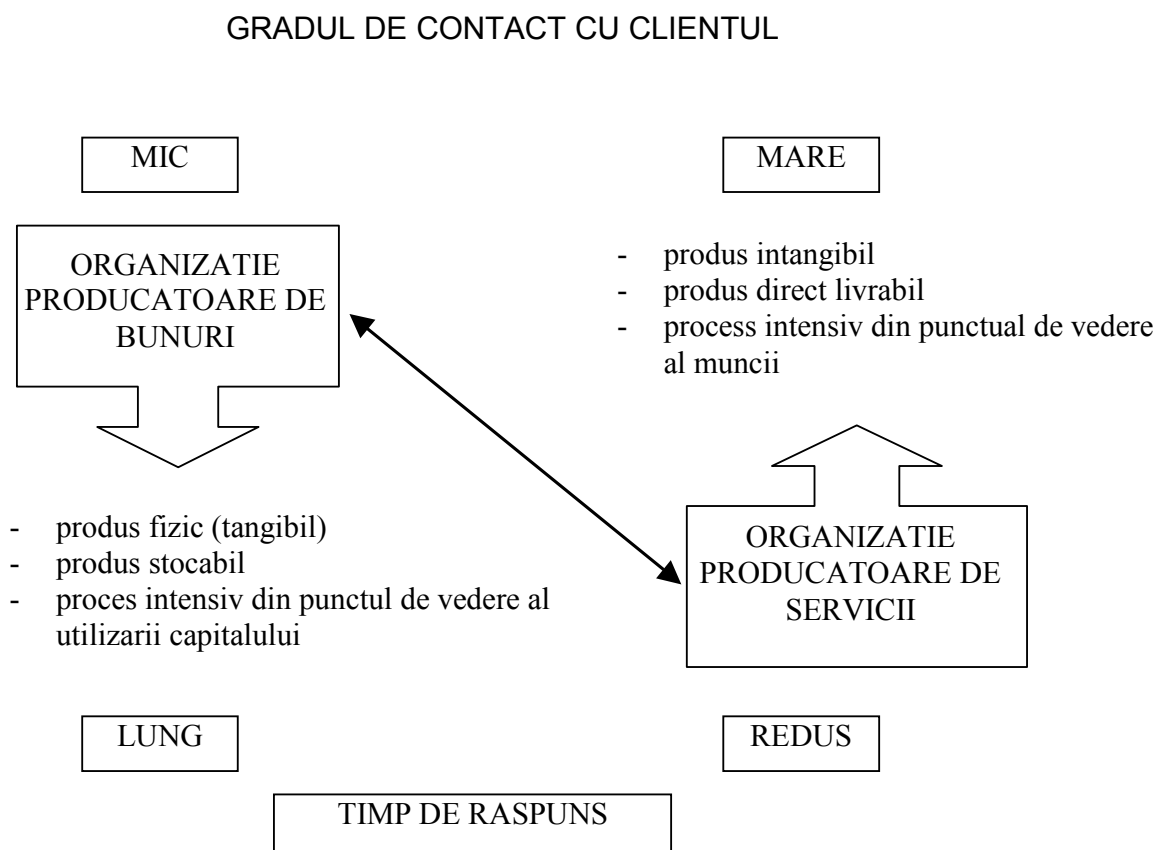 GRADUL DE CONTACT CU CLIENTUL
MIC
MARE
ORGANIZATIE
PRODUCATOARE DE
BUNURI
- produs intangibil
- produs direct livrabil
- process intensiv din punctual de vedere
al muncii
- produs fizic (tangibil)
- produs stocabil
- proces intensiv din punctul de vedere al
utilizarii capitalului
ORGANIZATIE
PRODUCATOARE DE
SERVICII
LUNG
REDUS
TIMP DE RASPUNS